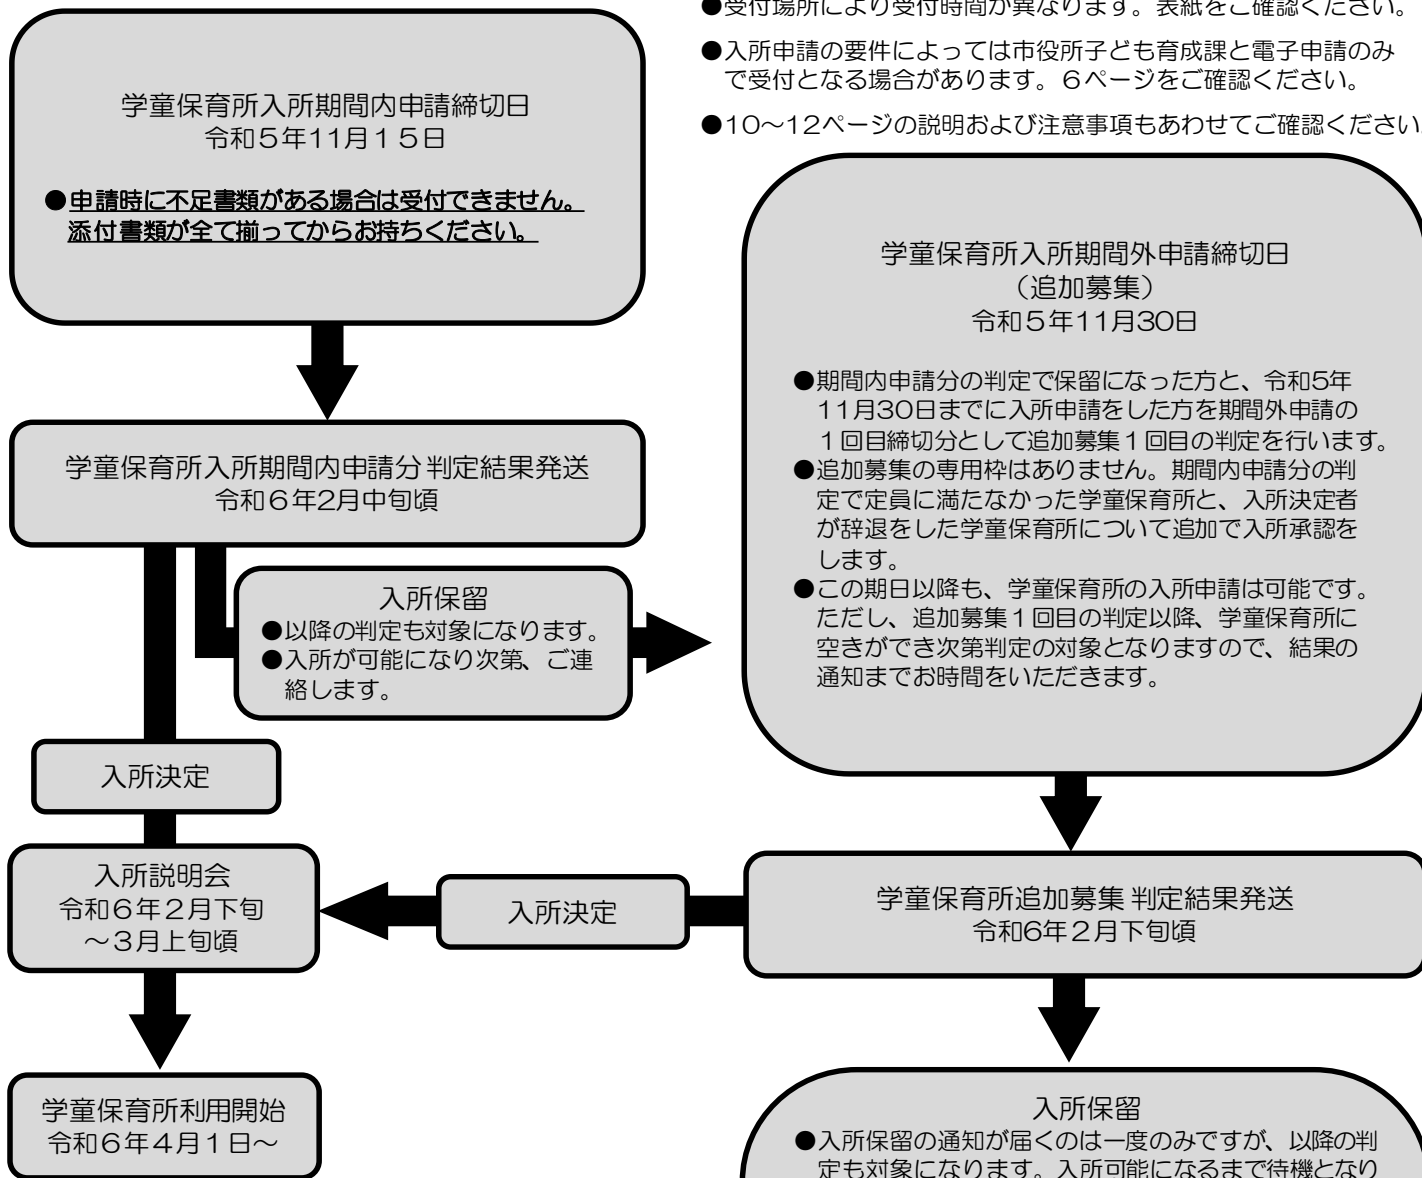 ●受付場所により受付時間が異なります。表紙をご確認ください。
●入所申請の要件によっては市役所子ども育成課と電子申請のみ
で受付となる場合があります。６ページをご確認ください。
●10～12ページの説明および注意事項もあわせてご確認ください
学童保育所入所期間内申請締切日
令和５年11月１５日
●申請時に不足書類がある場合は受付できません。
添付書類が全て揃ってからお持ちください。
学童保育所入所期間外申請締切日
（追加募集）
令和５年11月30日
●期間内申請分の判定で保留になった方と、令和5年
11月30日までに入所申請をした方を期間外申請の
１回目締切分として追加募集１回目の判定を行います。
●追加募集の専用枠はありません。期間内申請分の判
定で定員に満たなかった学童保育所と、入所決定者
が辞退をした学童保育所について追加で入所承認を
します。
●この期日以降も、学童保育所の入所申請は可能です。
ただし、追加募集１回目の判定以降、学童保育所に
空きができ次第判定の対象となりますので、結果の
通知までお時間をいただきます。
学童保育所入所期間内申請分 判定結果発送
令和６年2月中旬頃
入所保留
●以降の判定も対象になります。
●入所が可能になり次第、ご連
絡します。
入所決定
入所説明会
令和６年２月下旬
～３月上旬頃
入所決定
学童保育所追加募集 判定結果発送
令和6年２月下旬頃
学童保育所利用開始
令和６年４月１日～
入所保留
●入所保留の通知が届くのは一度のみですが、以降の判
定も対象になります。入所可能になるまで待機となり